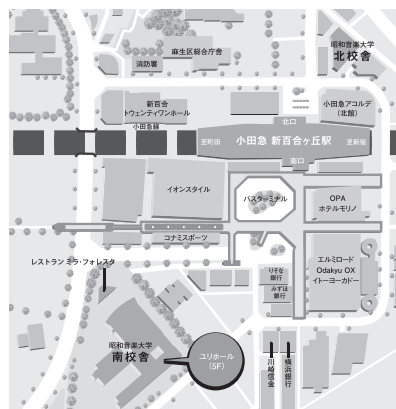 昭和音楽大学
北校舎
麻生区総合庁舎
消防署
新百合
トウェンティワンホール
小田急アコルデ
(北館)
小田急線
北口
至町田
小田急 新百合ヶ丘駅
至新宿
南口
イオンスタイル
バスターミナル
OPA
ホテルモリノ
コナミスポーツ
レストラン ミラ・フォレスタ
りそな
銀行
みずほ
銀行
エルミロード
Odakyu OX
イトーヨーカドー
昭和音楽大学
南校舎
ユリホール
(5F)
川崎信金
横浜銀行